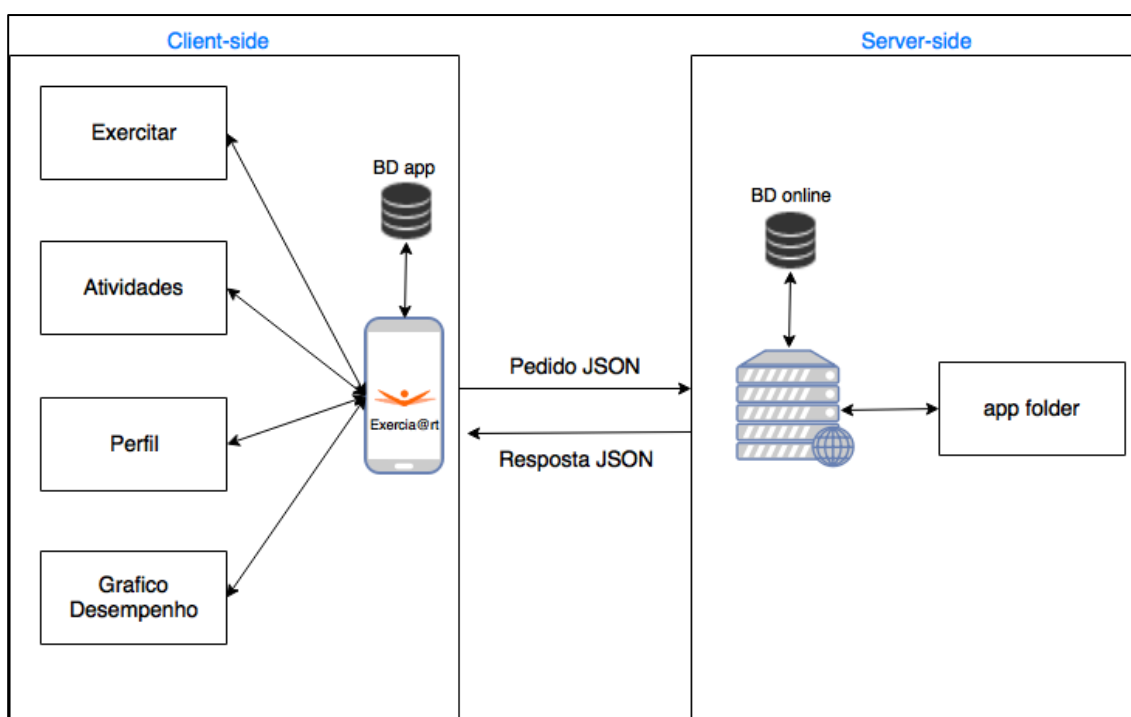 Client-side
Server-side
Exercitar
BD app
BD online
Atividades
Pedido JSON
Exercia@rt
app folder
Perfil
Resposta JSON
Grafico
Desempenho